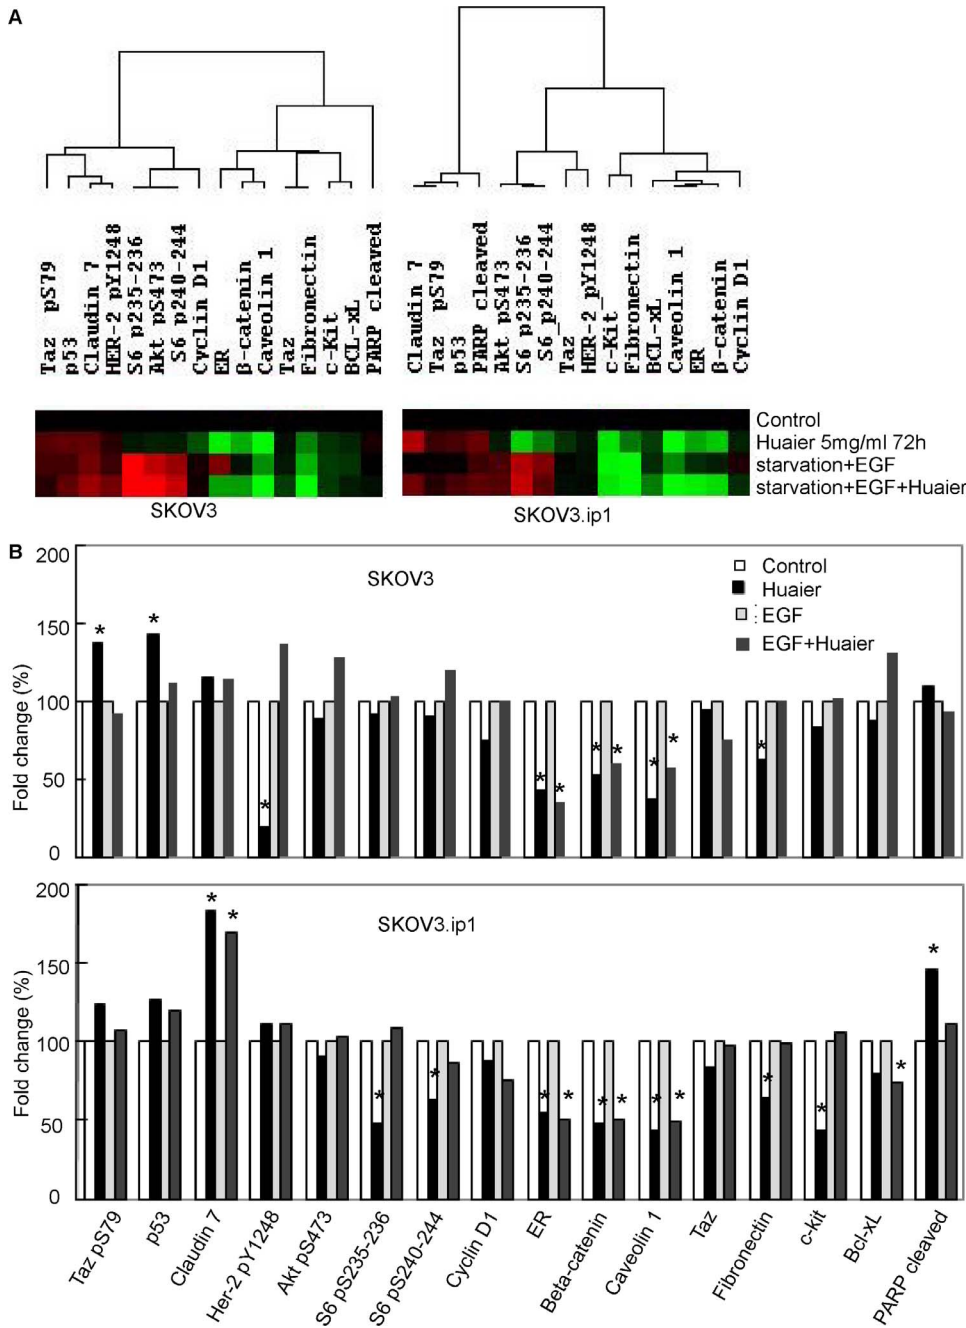 A
Taz pS79
p53
Claudin 7
HER-2 pY1248
S6 p235-236
Akt pS473
S6 p240-244
Cyclin D1
ER
β-catenin
Caveolin 1
Taz
Fibronectin
c-Kit
BCL-xL
PARP cleaved
Claudin 7
Taz pS79
p53
PARP cleaved
Akt pS473
S6 p235-236
S6_p240-244
Taz
HER-2_pY1248
c-Kit_
Fibronectin
BCL-xL
Caveolin 1
ER
β-catenin
Cyclin D1
Control
Huaier 5mg/ml 72h
starvation+EGF
starvation+EGF+Huaier
SKOV3
SKOV3.ip1
B
SKOV3
Control
Huaier
EGF
EGF+Huaier
Fold change (%)
200
150
100
50
0
* * * * * * * * * *
SKOV3.ip1
Fold change (%)
200
150
100
50
0
* * * * * * * * * * * * * *
Taz pS79
p53
Claudin 7
Her-2 pY1248
Akt pS473
S6 pS235-236
S6 pS240-244
Cyclin D1
ER
Beta-catenin
Caveolin 1
Taz
Fibronectin
c-kit
Bcl-xL
PARP cleaved